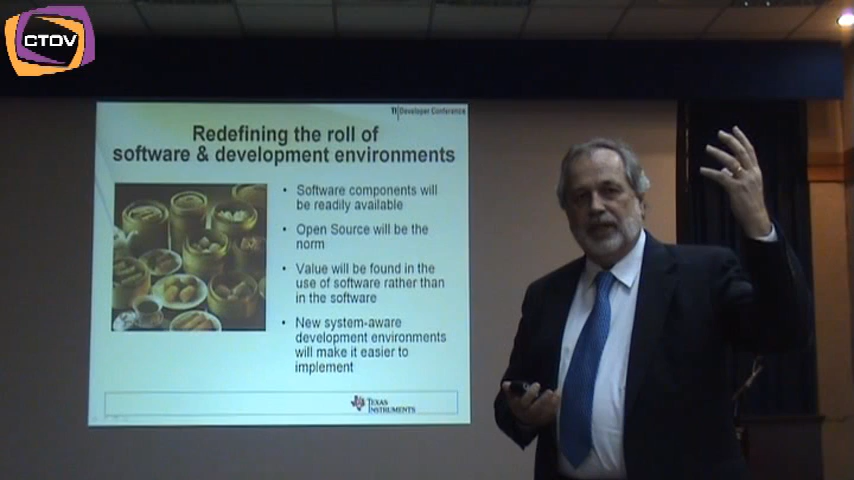 CTOV
TI Developer Conference
Redefining the roll of
software & development environments
• Software components will
be readily available
• Open Source will be the
norm
• Value will be found in the
use of software rather than
in the software
• New system-aware
development environments
will make it easier to
implement
TEXAS
INSTRUMENTS